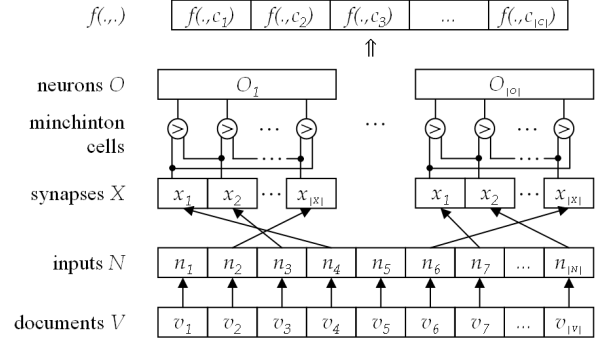 f(.,.) f(.,c₁) f(.,c₂) f(.,c₃) ... f(.,c|C|)
⇑
neurons O O₁ O|O|
minchinton cells > > ... > ... > > ... >
... ...
synapses X x₁ x₂ ... x|X| x₁ x₂ ... x|X|
inputs N n₁ n₂ n₃ n₄ n₅ n₆ n₇ ... n|N|
documents V v₁ v₂ v₃ v₄ v₅ v₆ v₇ ... v|V|